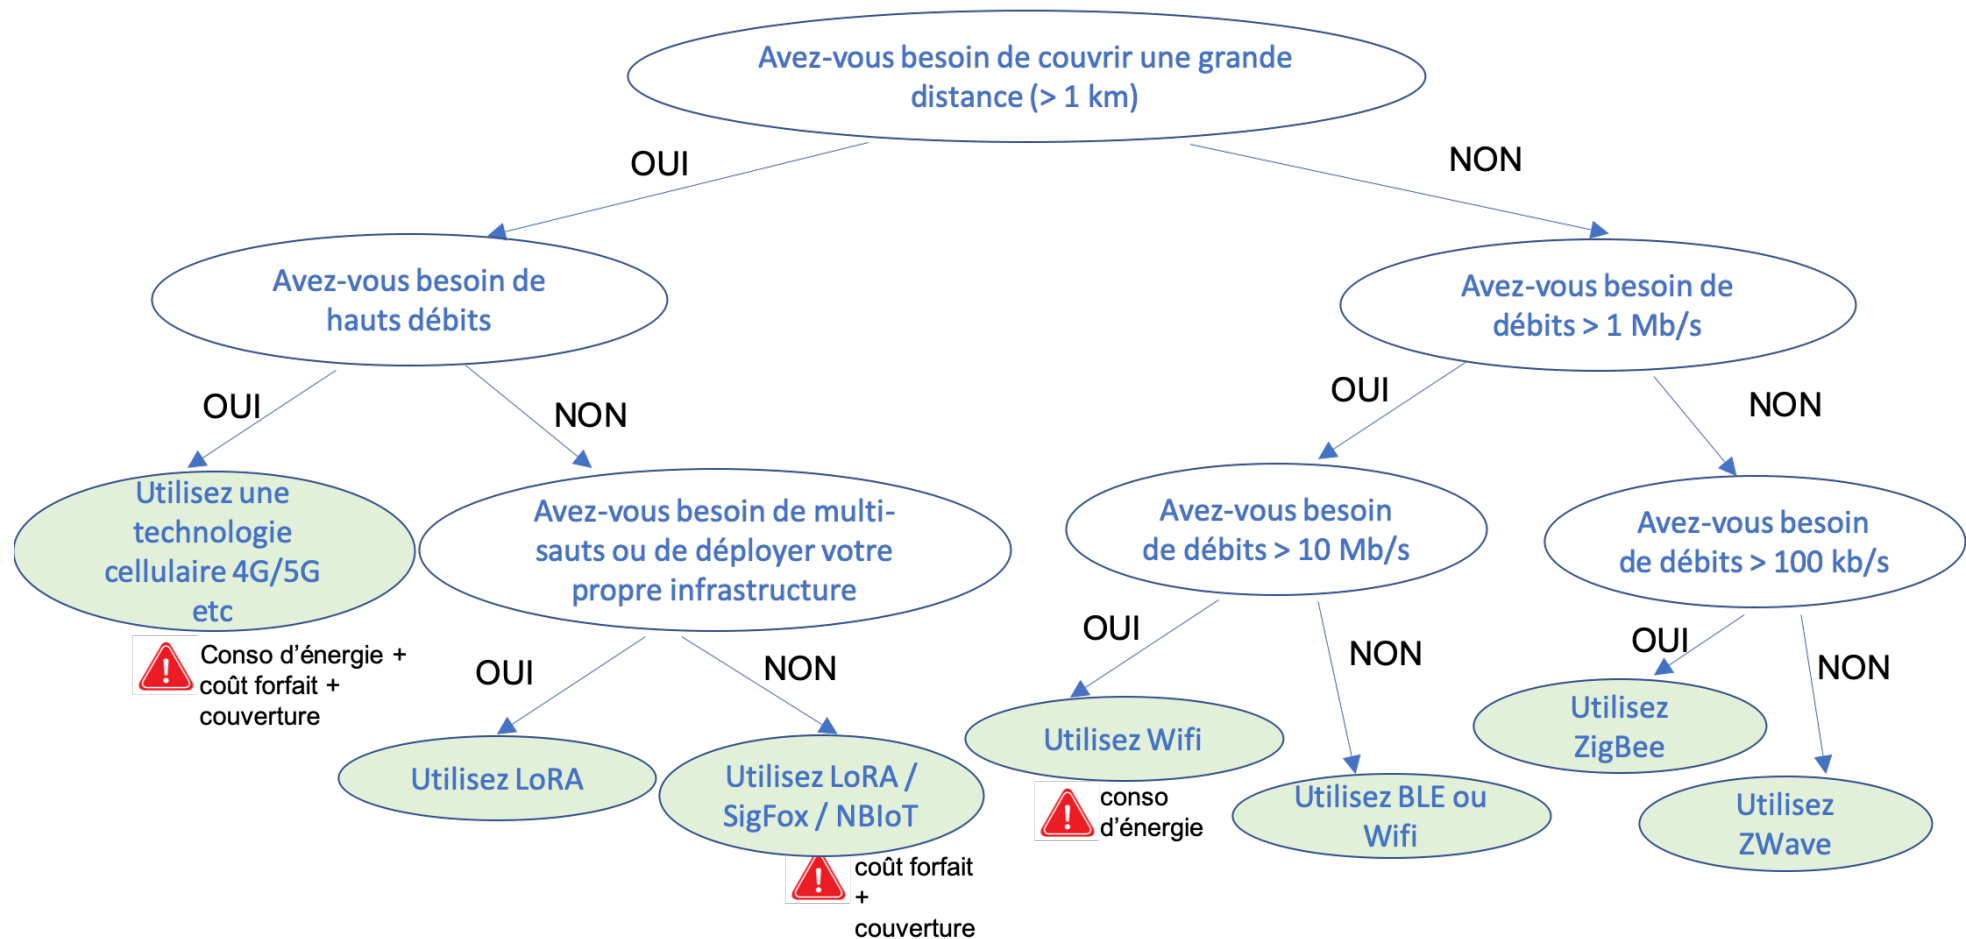 Avez-vous besoin de couvrir une grande
distance (> 1 km)
OUI
NON
Avez-vous besoin de
hauts débits
Avez-vous besoin de
débits > 1 Mb/s
OUI
NON
OUI
NON
Utilisez une
technologie
cellulaire 4G/5G
etc
Conso d'énergie +
coût forfait +
couverture
Avez-vous besoin de multi-
sauts ou de déployer votre
propre infrastructure
Avez-vous besoin
de débits > 10 Mb/s
Avez-vous besoin
de débits > 100 kb/s
OUI
NON
OUI
NON
OUI
NON
Utilisez LoRA
Utilisez LoRA /
SigFox / NBIoT
coût forfait
+
couverture
Utilisez Wifi
conso
d'énergie
Utilisez BLE ou
Wifi
Utilisez
ZigBee
Utilisez
ZWave